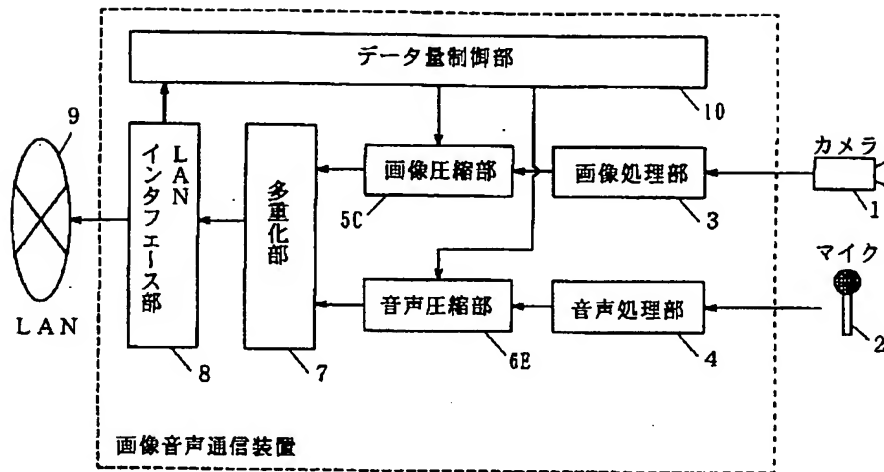 データ量制御部
10
9
LAN
インタフェース部
多重化部
画像圧縮部
5C
画像処理部
3
カメラ
1
マイク
音声圧縮部
6E
音声処理部
4
2
LAN
8
7
画像音声通信装置